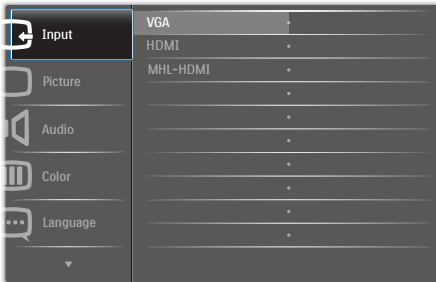 Input
Picture
Audio
Color
Language
VGA
HDMI
MHL-HDMI